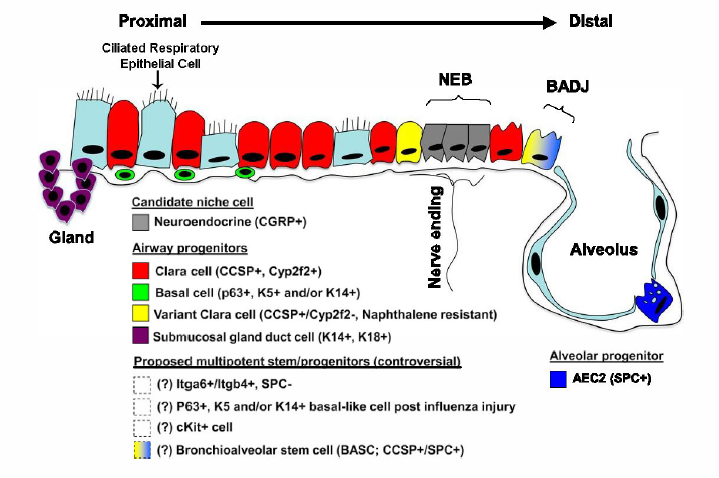 Proximal
Distal
Ciliated Respiratory
Epithelial Cell
NEB
BADJ
Gland
Nerve ending
Alveolus
Candidate niche cell
Neuroendocrine (CGRP+)
Airway progenitors
Clara cell (CCSP+, Cyp2f2+)
Basal cell (p63+, K5+ and/or K14+)
Variant Clara cell (CCSP+/Cyp2f2-, Naphthalene resistant)
Submucosal gland duct cell (K14+, K18+)
Proposed multipotent stem/progenitors (controversial)
(?) Itga6+/Itgb4+, SPC-
(?) P63+, K5 and/or K14+ basal-like cell post influenza injury
(?) cKit+ cell
(?) Bronchioalveolar stem cell (BASC; CCSP+/SPC+)
Alveolar progenitor
AEC2 (SPC+)